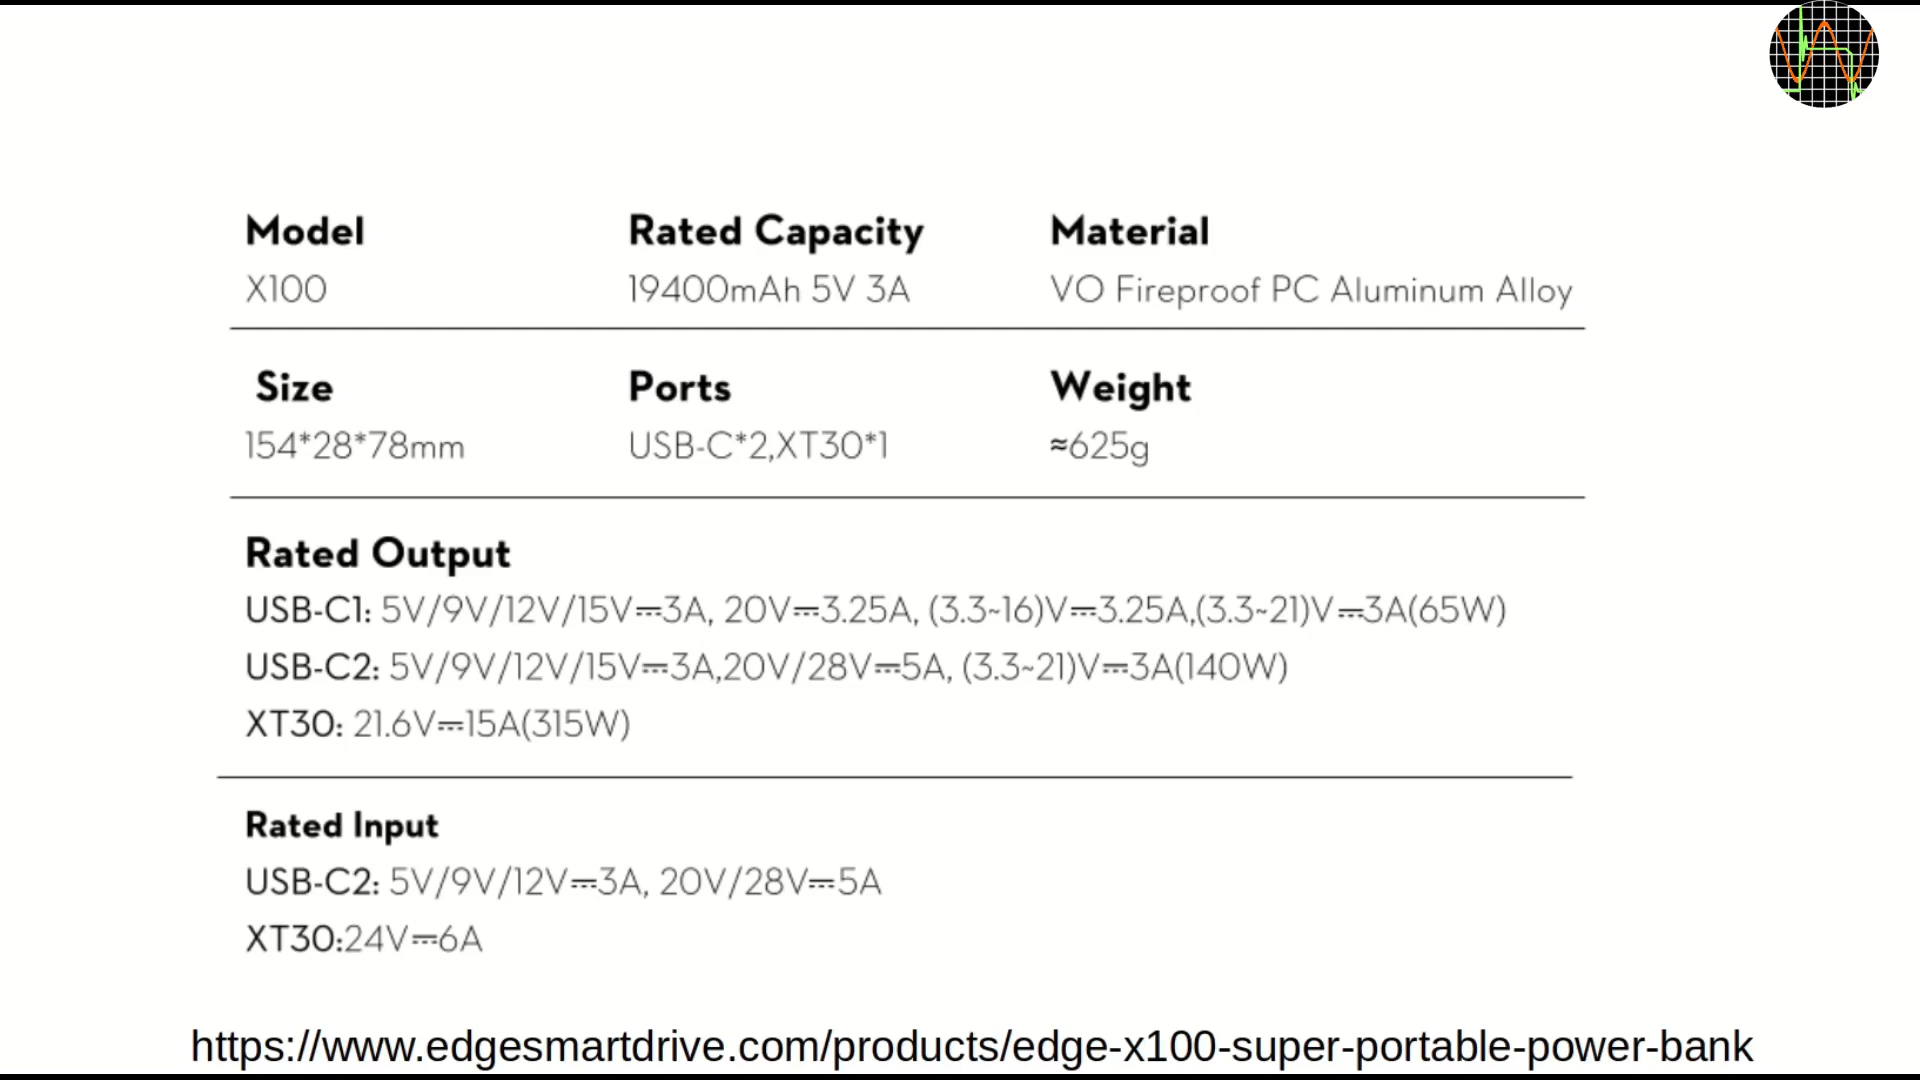 Model Rated Capacity Material
X100 19400mAh 5V 3A VO Fireproof PC Aluminum Alloy
Size Ports Weight
154*28*78mm USB-C*2,XT30*1 ≈625g
Rated Output
USB-C1: 5V/9V/12V/15V⎓3A, 20V⎓3.25A, (3.3~16)V⎓3.25A,(3.3~21)V⎓3A(65W)
USB-C2: 5V/9V/12V/15V⎓3A,20V/28V⎓5A, (3.3~21)V⎓3A(140W)
XT30: 21.6V⎓15A(315W)
Rated Input
USB-C2: 5V/9V/12V⎓3A, 20V/28V⎓5A
XT30:24V⎓6A
https://www.edgesmartdrive.com/products/edge-x100-super-portable-power-bank